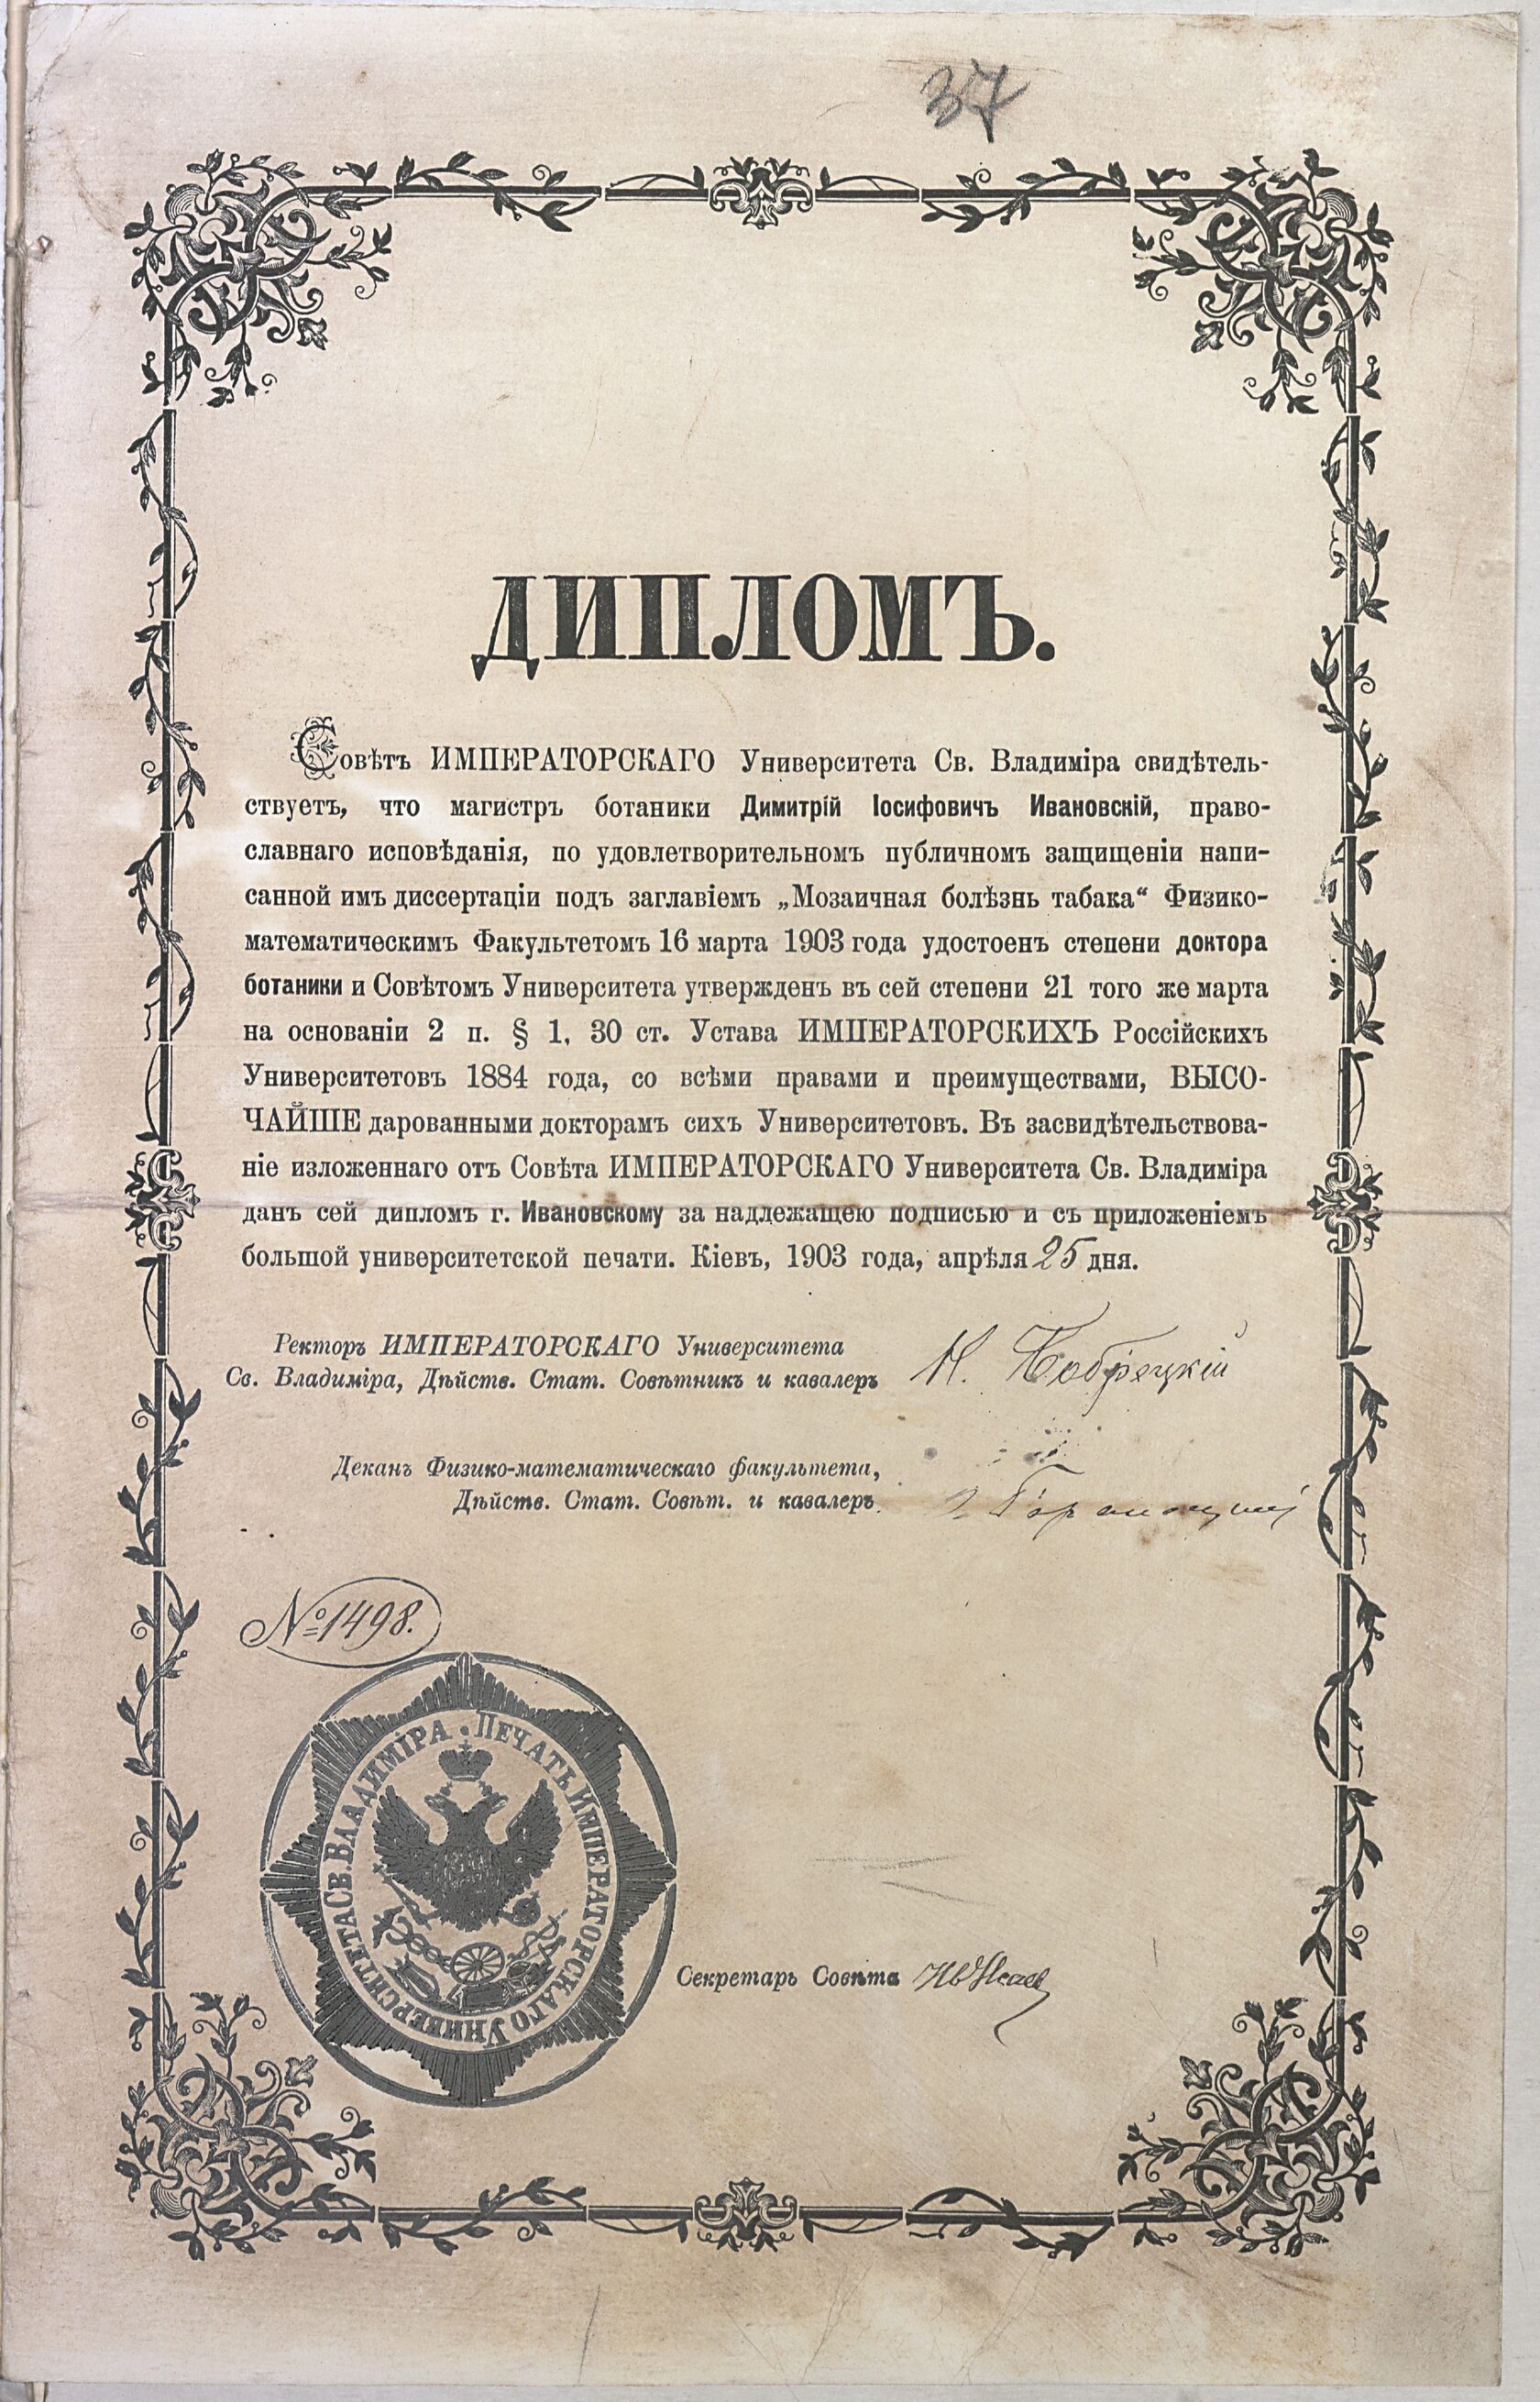 37
ДИПЛОМЪ.
Совѣтъ ИМПЕРАТОРСКАГО Университета Св. Владиміра свидѣтель-
ствуетъ, что магистръ ботаники Димитрій Іосифовичъ Ивановскій, право-
славнаго исповѣданія, по удовлетворительномъ публичномъ защищеніи напи-
санной имъ диссертаціи подъ заглавіемъ „Мозаичная болѣзнь табака“ Физико-
математическимъ Факультетомъ 16 марта 1903 года удостоенъ степени доктора
ботаники и Совѣтомъ Университета утвержденъ въ сей степени 21 того же марта
на основаніи 2 п. § 1, 30 ст. Устава ИМПЕРАТОРСКИХЪ Россійскихъ
Университетовъ 1884 года, со всѣми правами и преимуществами, ВЫСО-
ЧАЙШЕ дарованными докторамъ сихъ Университетовъ. Въ засвидѣтельствова-
ніе изложеннаго отъ Совѣта ИМПЕРАТОРСКАГО Университета Св. Владиміра
данъ сей дипломъ г. Ивановскому за надлежащею подписью и съ приложеніемъ
большой университетской печати. Кіевъ, 1903 года, апрѣля 25 дня.
Ректоръ ИМПЕРАТОРСКАГО Университета
Св. Владиміра, Дѣйств. Стат. Совѣтникъ и кавалеръ Н. Бобрецкій
Деканъ Физико-математическаго факультета,
Дѣйств. Стат. Совѣт. и кавалеръ
№ 1498.
ПЕЧАТЬ ИМПЕРАТОРСКАГО УНИВЕРСИТЕТА СВ. ВЛАДИМІРА
Секретарь Совѣта